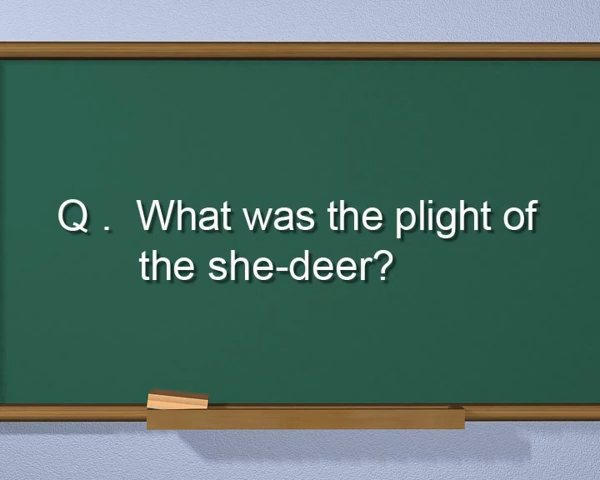 Q . What was the plight of
the she-deer?